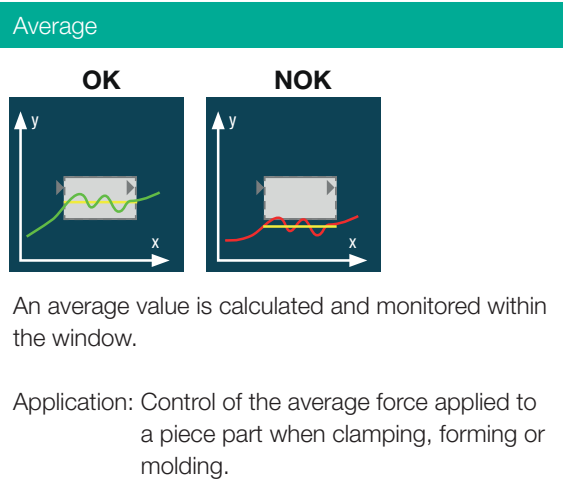 Average
OK NOK
y y
x x
An average value is calculated and monitored within
the window.
Application: Control of the average force applied to
a piece part when clamping, forming or
molding.